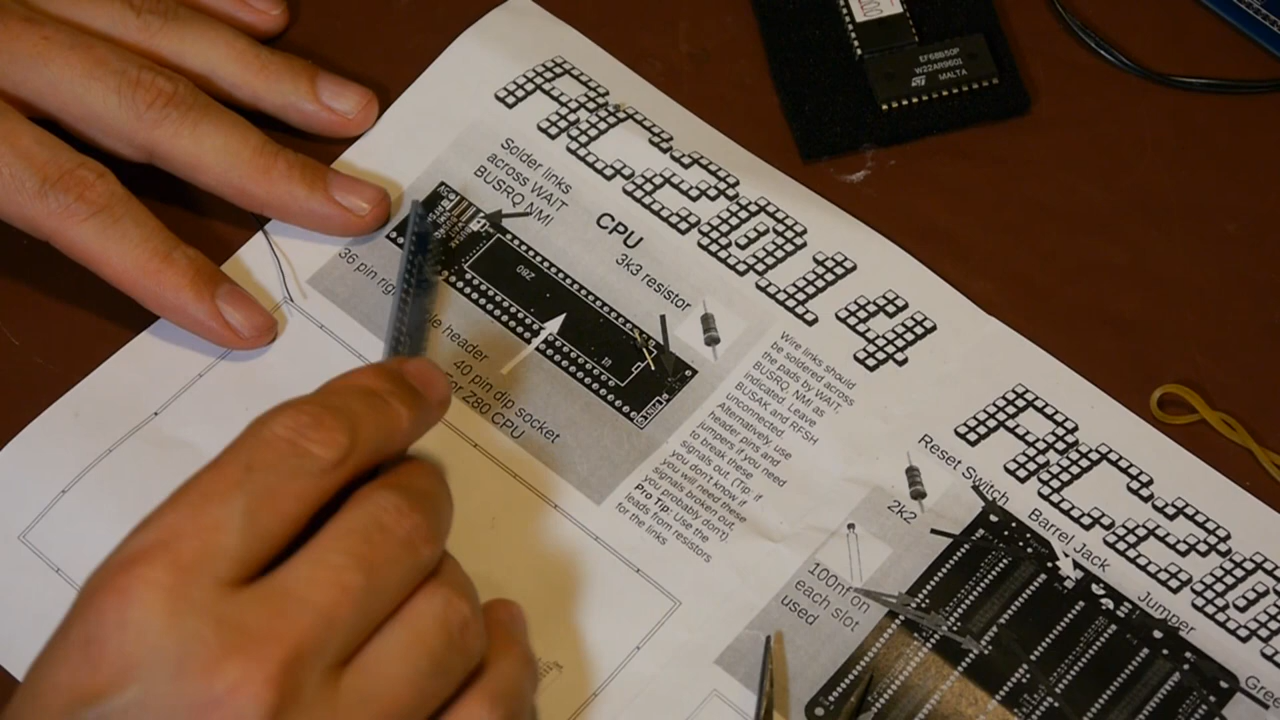 EF68B50P
W22AR9601
ST MALTA
RC2014
Solder links
across WAIT
BUSRQ NMI
CPU
3k3 resistor
36 pin
header
40 pin dip socket
for Z80 CPU
Z80
U1
PIN1
Wire links should
be soldered across
the pads by WAIT,
BUSRQ, NMI as
indicated. Leave
BUSAK and RFSH
unconnected.
Alternatively, use
header pins and
jumpers if you need
to break these
signals out. (Tip: if
you don't know if
you will need these
signals broken out,
you probably don't)
Pro Tip: Use the
leads from resistors
for the links
RC20
Reset Switch
Barrel Jack
Jumper
2k2
100nf on
each slot
used